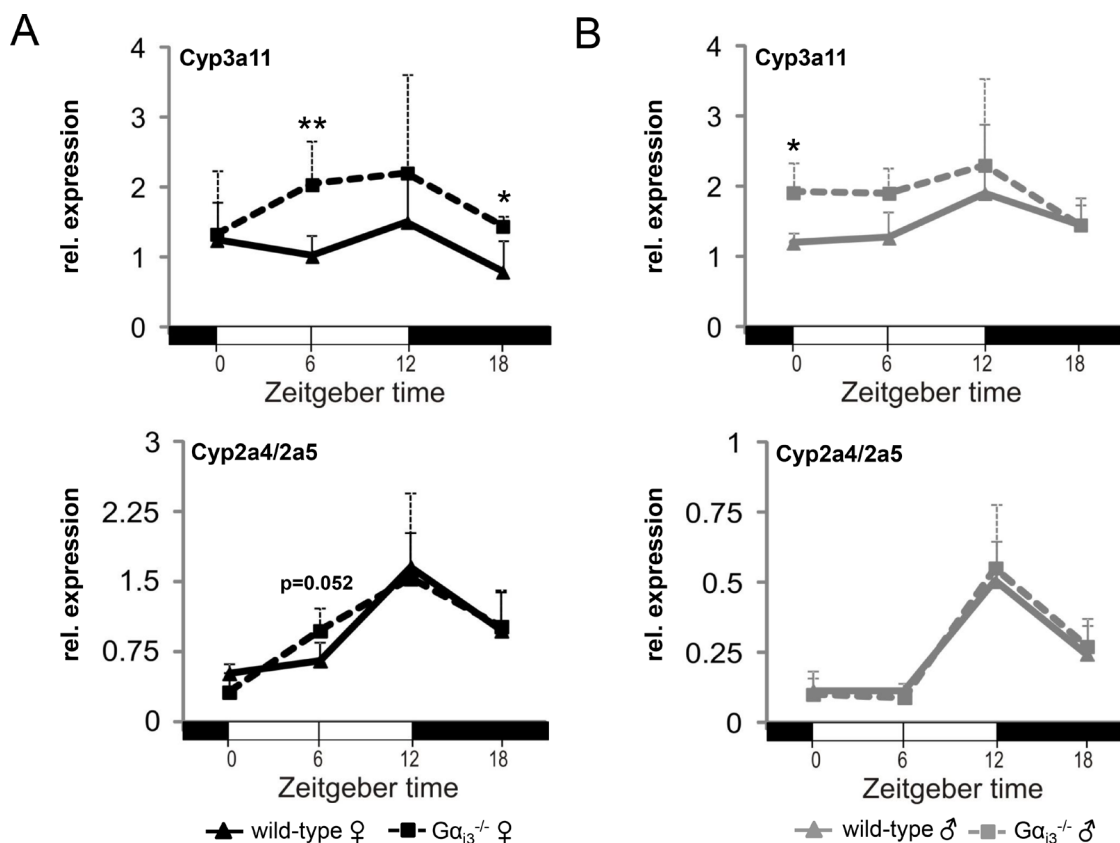 A
Cyp3a11
rel. expression
4
3
2
1
0
**
*
0 6 12 18
Zeitgeber time
B
Cyp3a11
rel. expression
4
3
2
1
0
*
0 6 12 18
Zeitgeber time
Cyp2a4/2a5
rel. expression
3
2.25
1.5
0.75
0
p=0.052
0 6 12 18
Zeitgeber time
wild-type ♀ Gαi3-/- ♀
Cyp2a4/2a5
rel. expression
1
0.75
0.5
0.25
0
0 6 12 18
Zeitgeber time
wild-type ♂ Gαi3-/- ♂